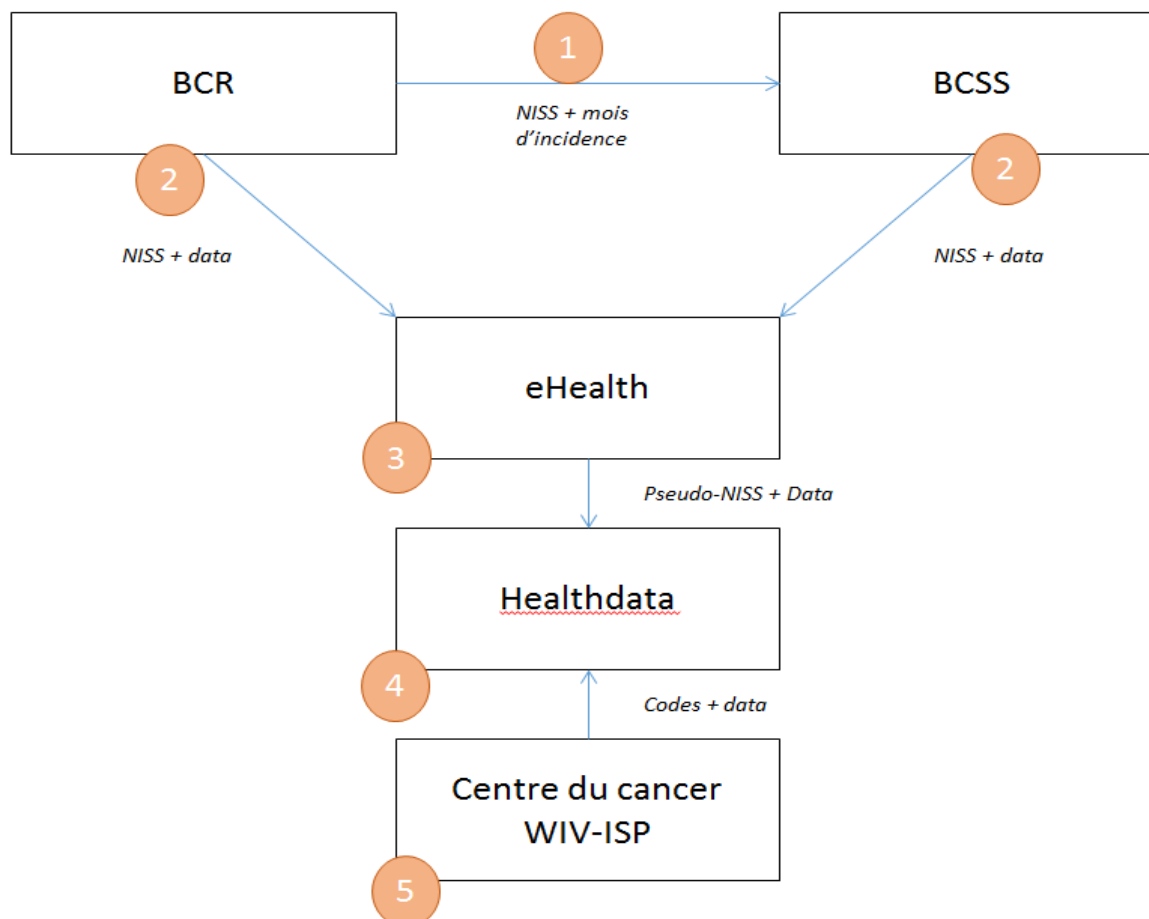 1
BCR
BCSS
NISS + mois
d'incidence
2
2
NISS + data
NISS + data
eHealth
3
Pseudo-NISS + Data
Healthdata
4
Codes + data
Centre du cancer
WIV-ISP
5